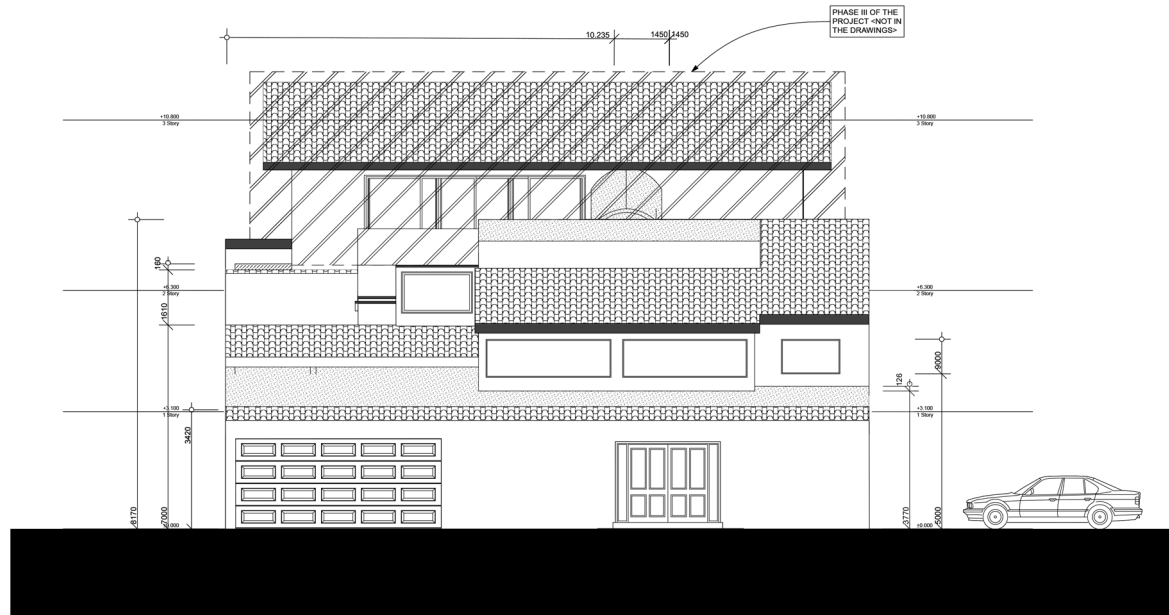 PHASE III OF THE
PROJECT <NOT IN
THE DRAWINGS>
10.235
1450
1450
+10.800
3 Story
+10.800
3 Story
160
+6.300
2 Story
+6.300
2 Story
1610
9000
126
+3.100
1 Story
+3.100
1 Story
3420
8170
7000
±0.000
3770
5000
±0.000